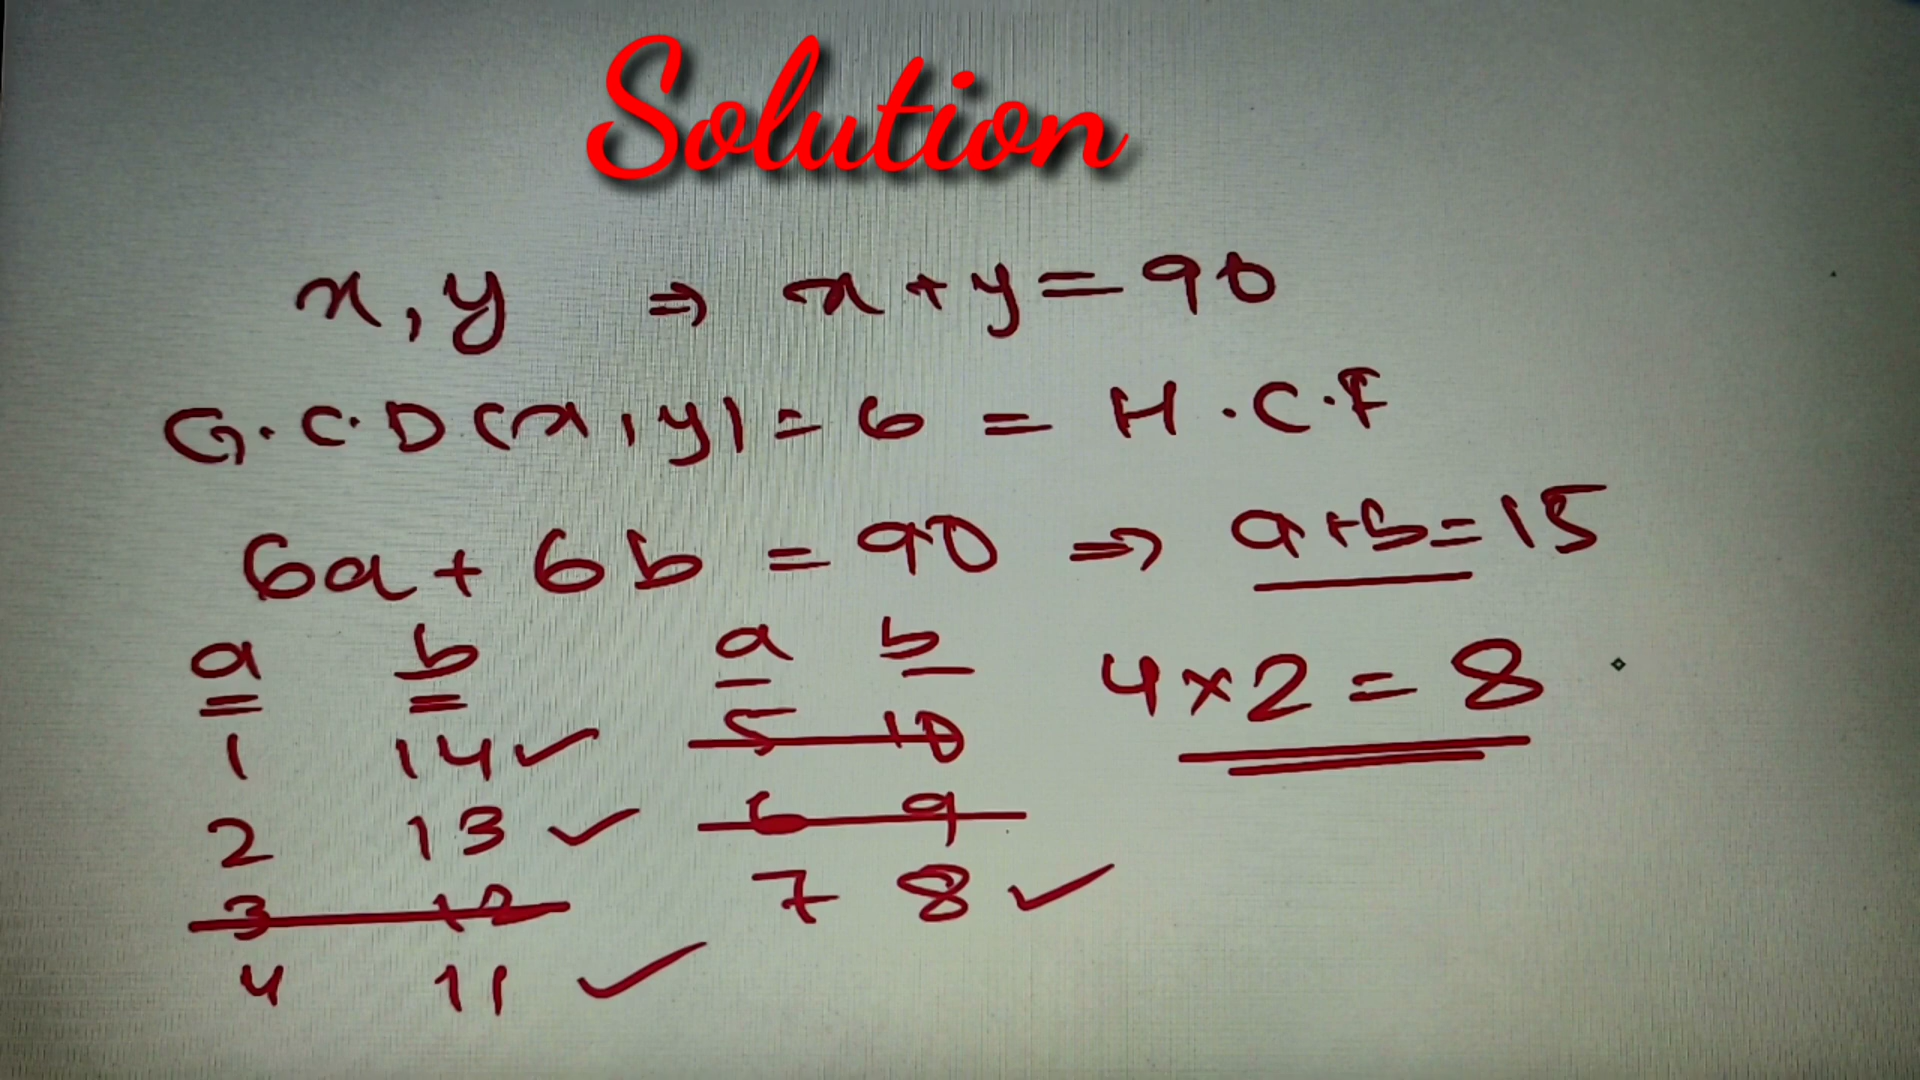 Solution
x, y ⇒ x + y = 90
G.C.D (x, y) = 6 = H.C.F
6a + 6b = 90 ⇒ a+b=15
a b a b
4×2 = 8
1 14 ✓ 5 10
2 13 ✓ 6 9
3 12 7 8 ✓
4 11 ✓